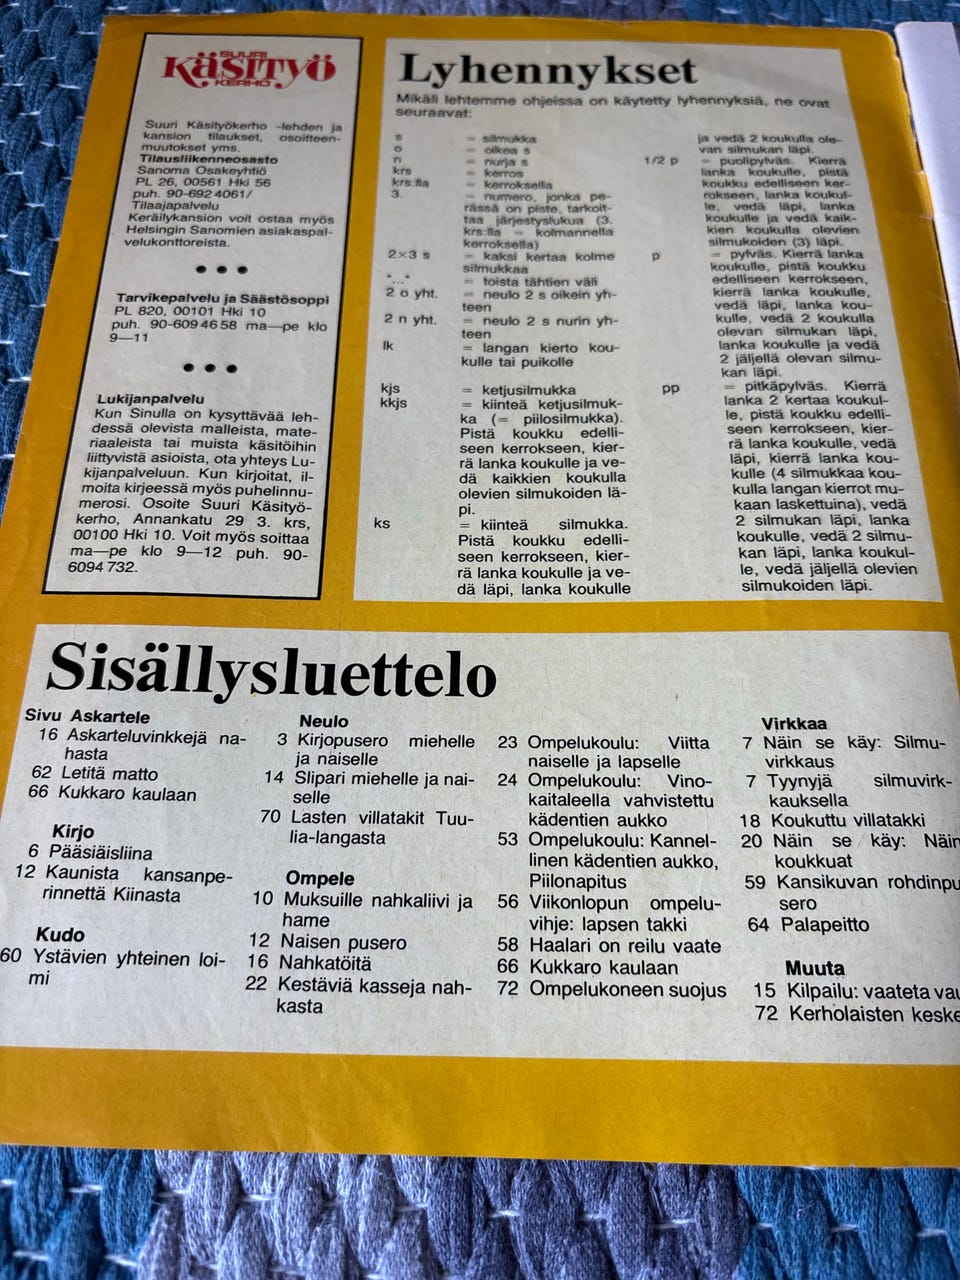 SUURI
Käsityö
KERHO
Suuri Käsityökerho -lehden ja
kansion tilaukset, osoitteen-
muutokset yms.
Tilausliikenneosasto
Sanoma Osakeyhtiö
PL 26, 00561 Hki 56
puh. 90-692 4061/
Tilaajapalvelu
Keräilykansion voit ostaa myös
Helsingin Sanomien asiakaspal-
velukonttoreista.
● ● ●
Tarvikepalvelu ja Säästösoppi
PL 820, 00101 Hki 10
puh. 90-609 46 58 ma—pe klo
9—11
● ● ●
Lukijanpalvelu
Kun Sinulla on kysyttävää leh-
dessä olevista malleista, mate-
riaaleista tai muista käsitöihin
liittyvistä asioista, ota yhteys Lu-
kijanpalveluun. Kun kirjoitat, il-
moita kirjeessä myös puhelinnu-
merosi. Osoite Suuri Käsityö-
kerho, Annankatu 29 3. krs,
00100 Hki 10. Voit myös soittaa
ma—pe klo 9—12 puh. 90-
6094 732.
Lyhennykset
Mikäli lehtemme ohjeissa on käytetty lyhennyksiä, ne ovat
seuraavat:
s = silmukka
o = oikea s
n = nurja s
krs = kerros
krs:lla = kerroksella
3. = numero, jonka pe-
rässä on piste, tarkoit-
taa järjestyslukua (3.
krs:lla = kolmannella
kerroksella)
2×3 s = kaksi kertaa kolme
silmukkaa
*...* = toista tähtien väli
2 o yht. = neulo 2 s oikein yh-
teen
2 n yht. = neulo 2 s nurin yh-
teen
lk = langan kierto kou-
kulle tai puikolle
kjs = ketjusilmukka
kkjs = kiinteä ketjusilmuk-
ka (= piilosilmukka).
Pistä koukku edelli-
seen kerrokseen, kier-
rä lanka koukulle ja ve-
dä kaikkien koukulla
olevien silmukoiden lä-
pi.
ks = kiinteä silmukka.
Pistä koukku edelli-
seen kerrokseen, kier-
rä lanka koukulle ja ve-
dä läpi, lanka koukulle
ja vedä 2 koukulla ole-
van silmukan läpi.
1/2 p = puolipylväs. Kierrä
lanka koukulle, pistä
koukku edelliseen ker-
rokseen, lanka koukul-
le, vedä läpi, lanka
koukulle ja vedä kaik-
kien koukulla olevien
silmukoiden (3) läpi.
p = pylväs. Kierrä lanka
koukulle, pistä koukku
edelliseen kerrokseen,
kierrä lanka koukulle,
vedä läpi, lanka kou-
kulle, vedä 2 koukulla
olevan silmukan läpi,
lanka koukulle ja vedä
2 jäljellä olevan silmu-
kan läpi.
pp = pitkäpylväs. Kierrä
lanka 2 kertaa koukul-
le, pistä koukku edelli-
seen kerrokseen, kier-
rä lanka koukulle, vedä
läpi, kierrä lanka kou-
kulle (4 silmukkaa kou-
kulla langan kierrot mu-
kaan laskettuina), vedä
2 silmukan läpi, lanka
koukulle, vedä 2 silmu-
kan läpi, lanka koukul-
le, vedä jäljellä olevien
silmukoiden läpi.
Sisällysluettelo
Sivu Askartele
16 Askarteluvinkkejä na-
hasta
62 Letitä matto
66 Kukkaro kaulaan
Kirjo
6 Pääsiäisliina
12 Kaunista kansanpe-
rinnettä Kiinasta
Kudo
60 Ystävien yhteinen loi-
mi
Neulo
3 Kirjopusero miehelle
ja naiselle
14 Slipari miehelle ja nai-
selle
70 Lasten villatakit Tuu-
lia-langasta
Ompele
10 Muksuille nahkaliivi ja
hame
12 Naisen pusero
16 Nahkatöitä
22 Kestäviä kasseja nah-
kasta
23 Ompelukoulu: Viitta
naiselle ja lapselle
24 Ompelukoulu: Vino-
kaitaleella vahvistettu
kädentien aukko
53 Ompelukoulu: Kannel-
linen kädentien aukko,
Piilonapitus
56 Viikonlopun ompelu-
vihje: lapsen takki
58 Haalari on reilu vaate
66 Kukkaro kaulaan
72 Ompelukoneen suojus
Virkkaa
7 Näin se käy: Silmu-
virkkaus
7 Tyynyjä silmuvirk-
kauksella
18 Koukuttu villatakki
20 Näin se käy: Näin
koukkuat
59 Kansikuvan rohdinpu
sero
64 Palapeitto
Muuta
15 Kilpailu: vaateta vau
72 Kerholaisten keske